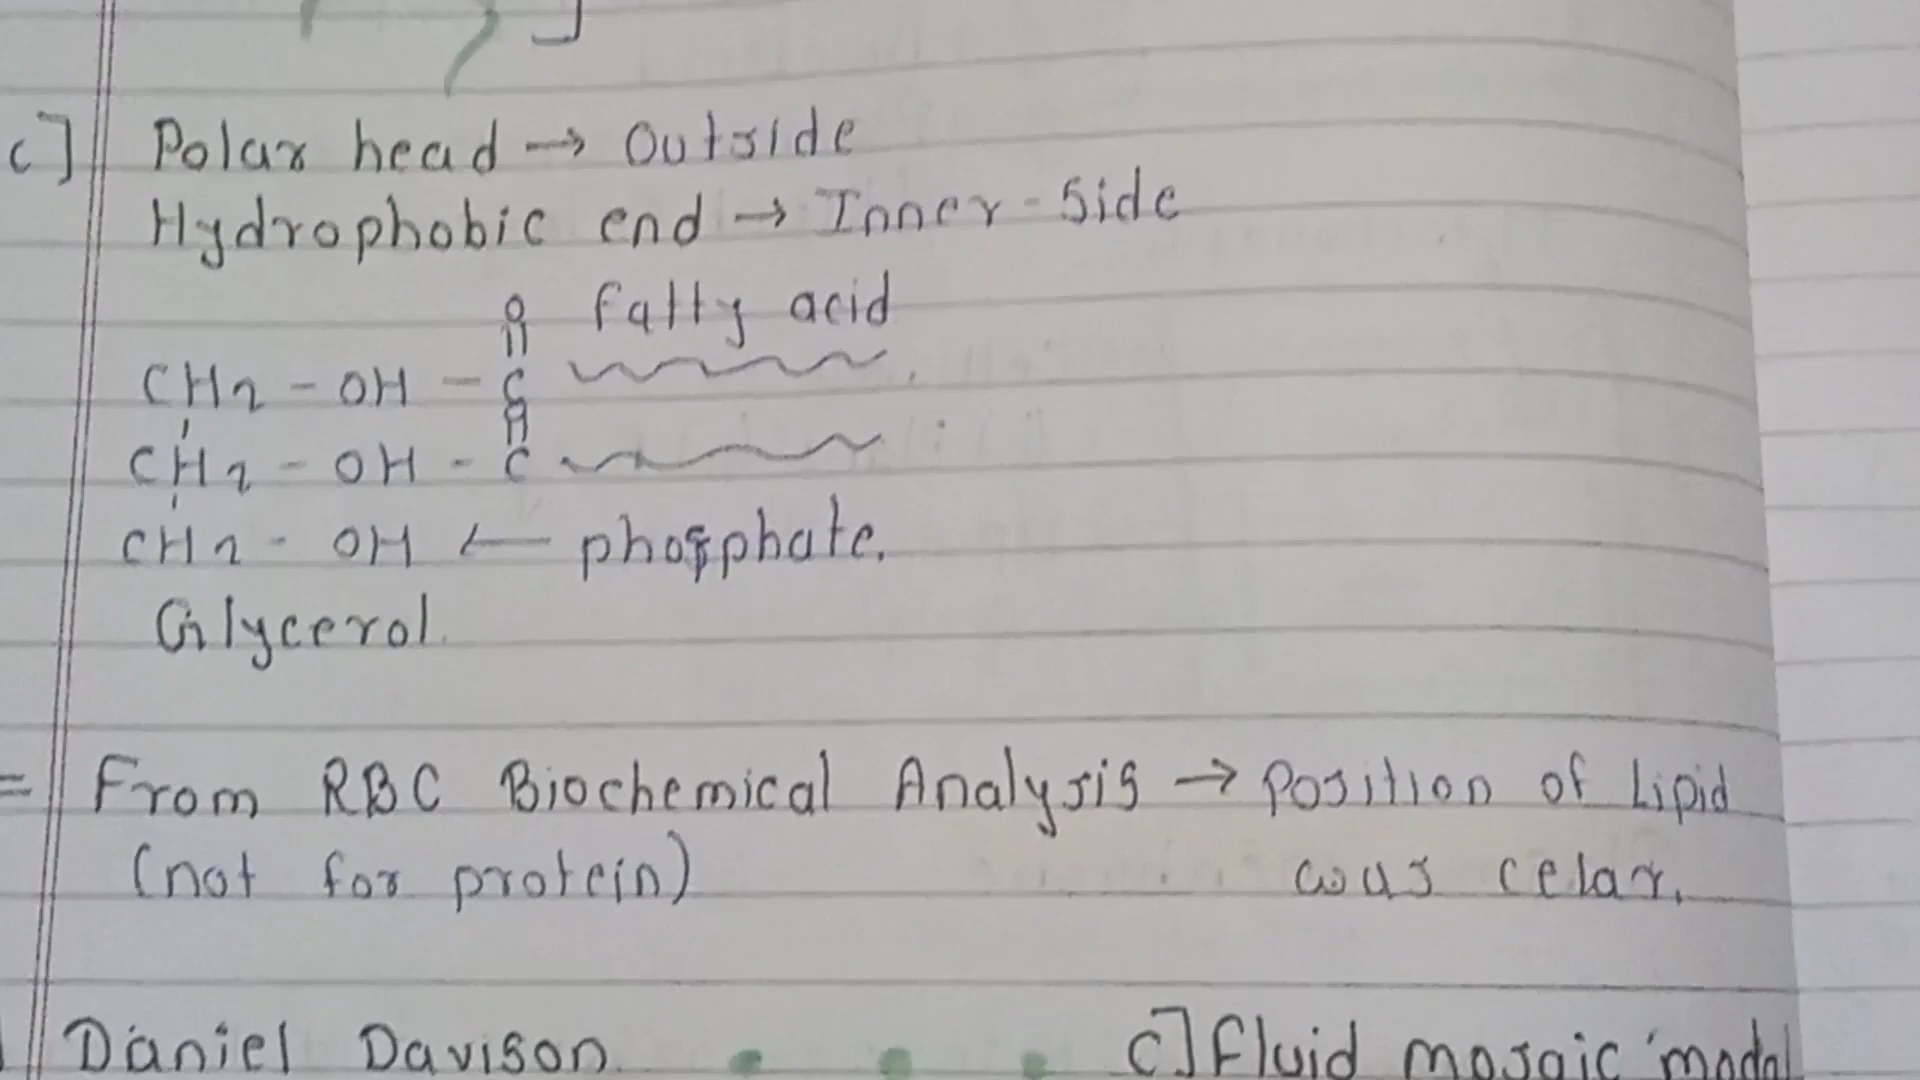 c] Polar head → Outside
Hydrophobic end → Inner-Side
O fatty acid
CH2 - OH - C
O
CH2 - OH - C
CH2 - OH ← phosphate.
Glycerol
= From RBC Biochemical Analysis → Position of Lipid
(not for protein) was celar.
Daniel Davison c] fluid mosaic modal